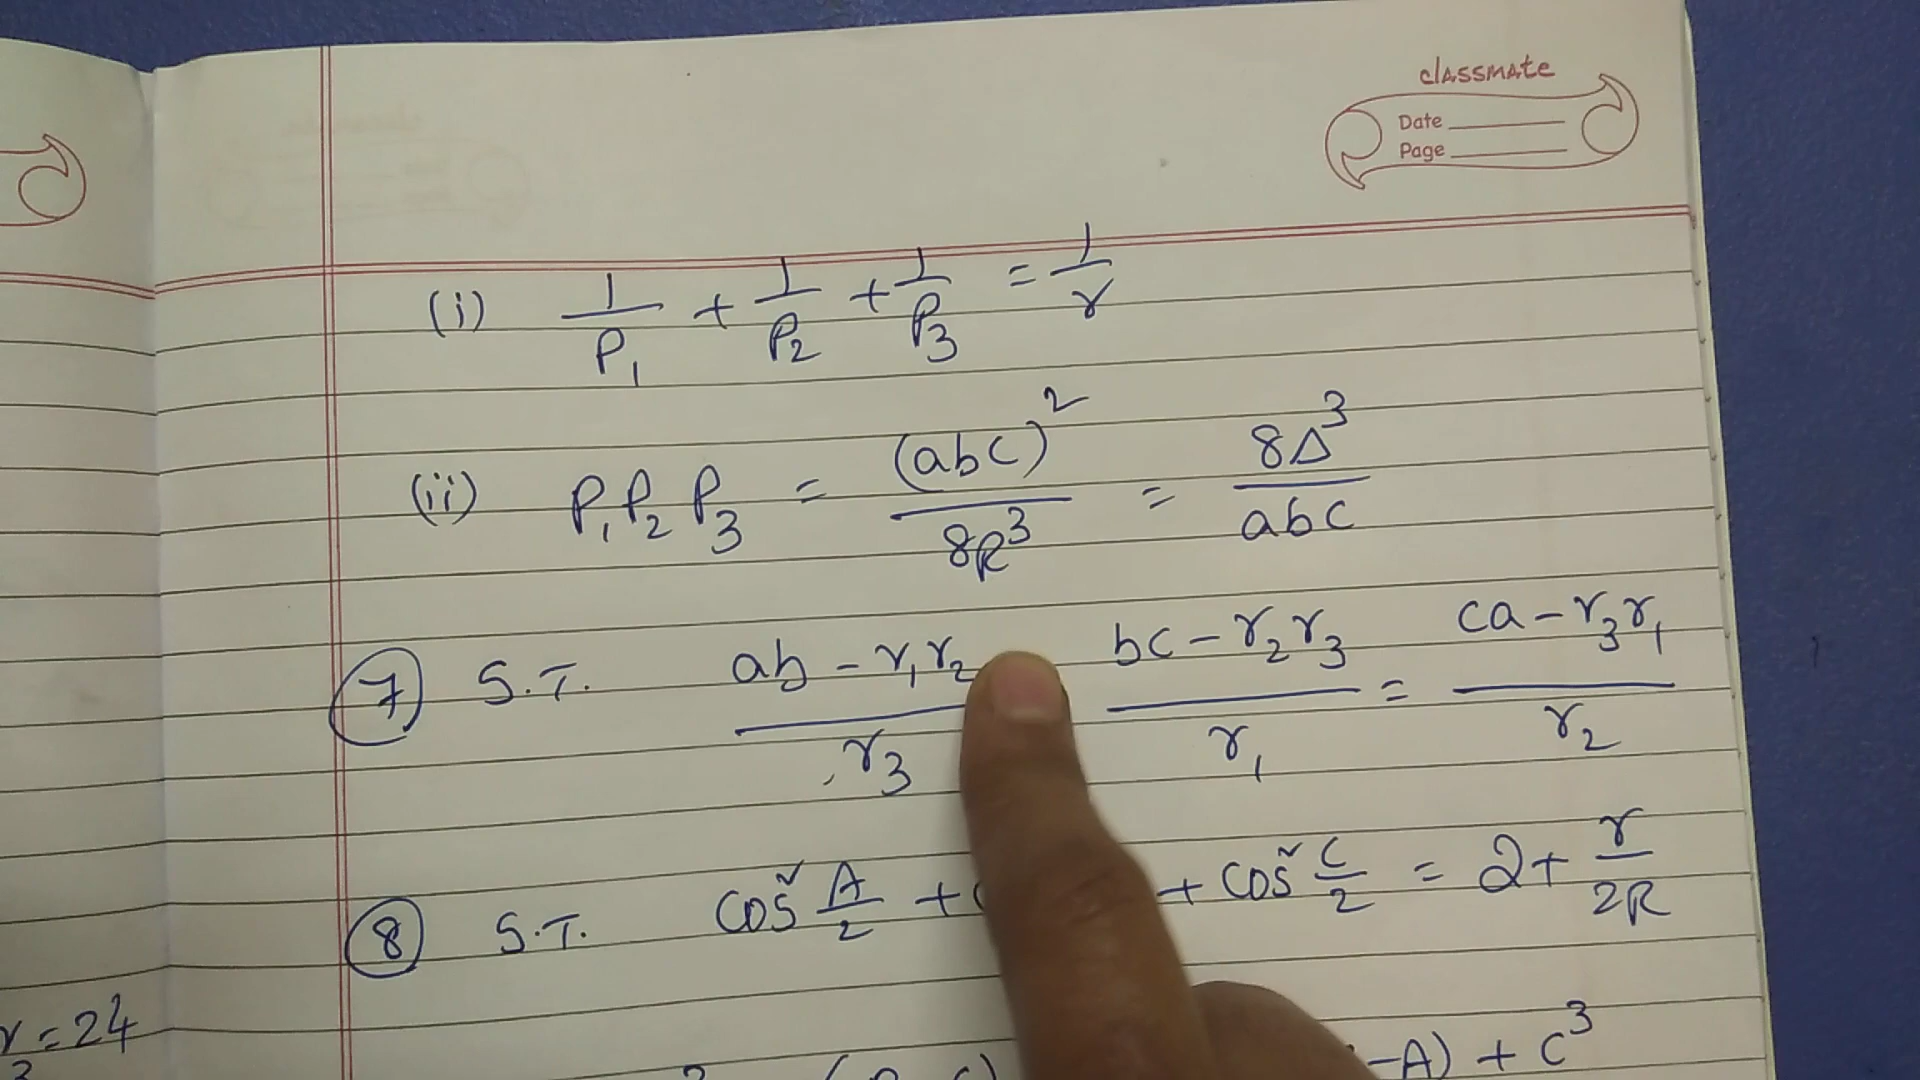 classmate
Date
Page
(i) 1/P₁ + 1/P₂ + 1/P₃ = 1/r
(ii) P₁P₂P₃ = (abc)²/8R³ = 8Δ³/abc
7 S.T. ab - r₁r₂/r₃ bc - r₂r₃/r₁ = ca - r₃r₁/r₂
8 S.T. cos² A/2 + + cos² C/2 = 2 + r/2R
-A) + c³
= 24